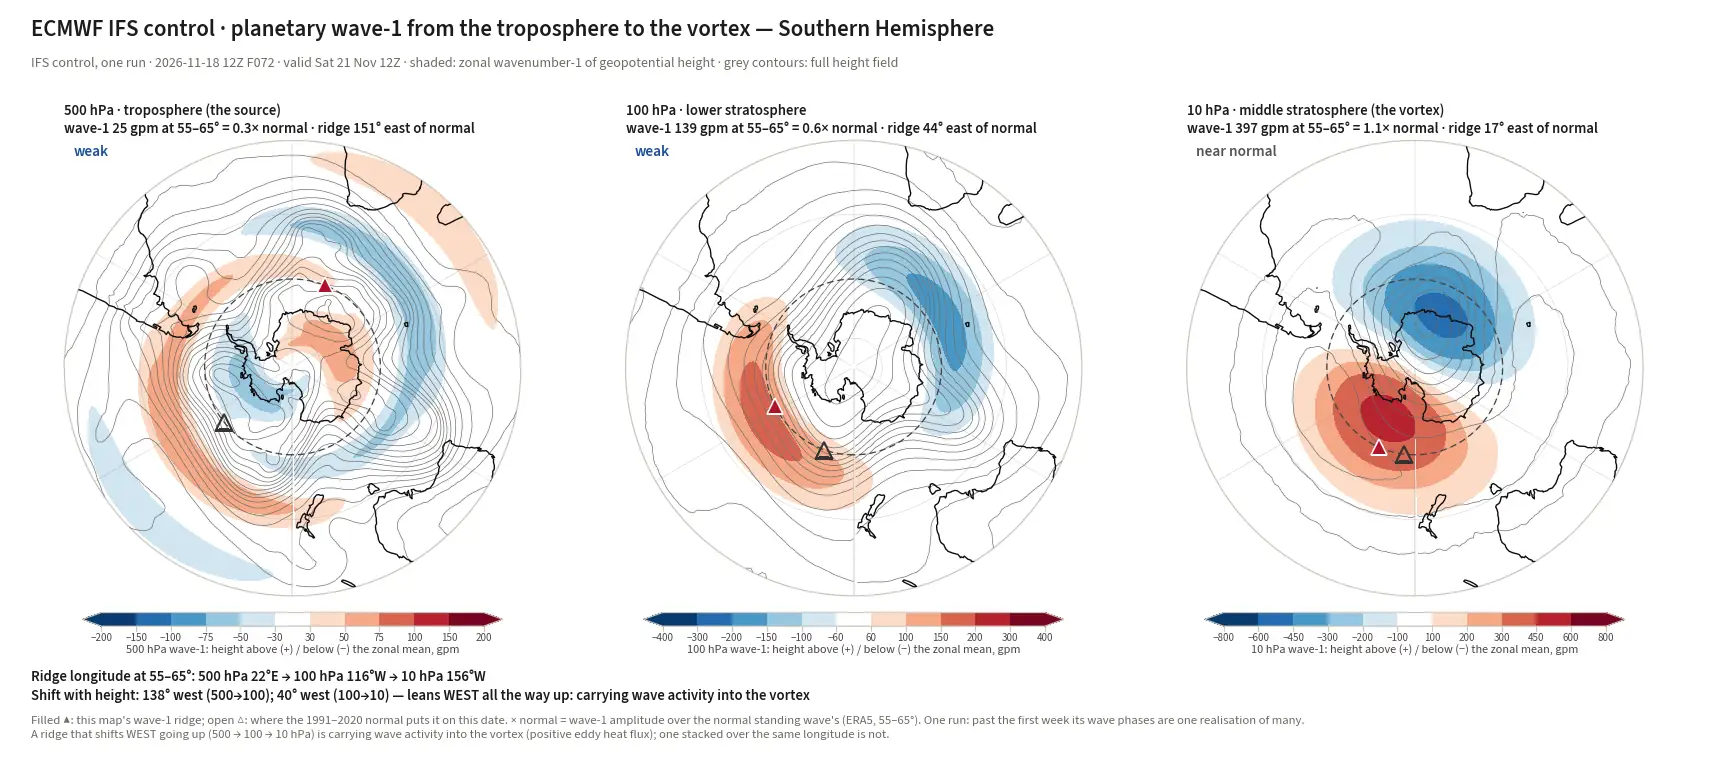 ECMWF IFS control · planetary wave-1 from the troposphere to the vortex — Southern Hemisphere
IFS control, one run · 2026-11-18 12Z F072 · valid Sat 21 Nov 12Z · shaded: zonal wavenumber-1 of geopotential height · grey contours: full height field
500 hPa · troposphere (the source)
wave-1 25 gpm at 55–65° = 0.3× normal · ridge 151° east of normal
weak
100 hPa · lower stratosphere
wave-1 139 gpm at 55–65° = 0.6× normal · ridge 44° east of normal
weak
10 hPa · middle stratosphere (the vortex)
wave-1 397 gpm at 55–65° = 1.1× normal · ridge 17° east of normal
near normal
−200 −150 −100 −75 −50 −30 30 50 75 100 150 200
500 hPa wave-1: height above (+) / below (−) the zonal mean, gpm
−400 −300 −200 −150 −100 −60 60 100 150 200 300 400
100 hPa wave-1: height above (+) / below (−) the zonal mean, gpm
−800 −600 −450 −300 −200 −100 100 200 300 450 600 800
10 hPa wave-1: height above (+) / below (−) the zonal mean, gpm
Ridge longitude at 55–65°: 500 hPa 22°E → 100 hPa 116°W → 10 hPa 156°W
Shift with height: 138° west (500→100); 40° west (100→10) — leans WEST all the way up: carrying wave activity into the vortex
Filled ▲: this map's wave-1 ridge; open △: where the 1991–2020 normal puts it on this date. × normal = wave-1 amplitude over the normal standing wave's (ERA5, 55–65°). One run: past the first week its wave phases are one realisation of many.
A ridge that shifts WEST going up (500 → 100 → 10 hPa) is carrying wave activity into the vortex (positive eddy heat flux); one stacked over the same longitude is not.